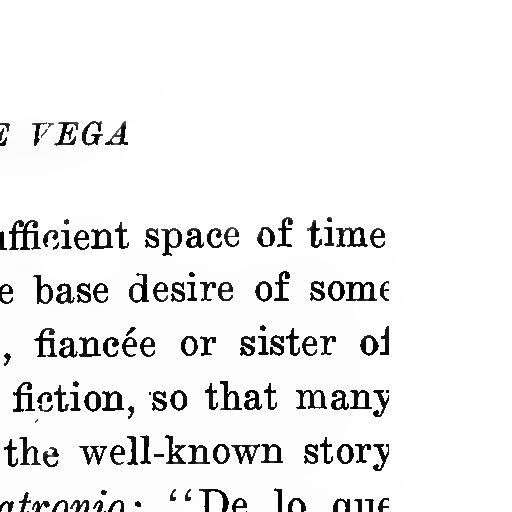 E VEGA
ufficient space of time
e base desire of some
, fiancée or sister of
fiction, so that many
the well-known story
atronio: “De lo que